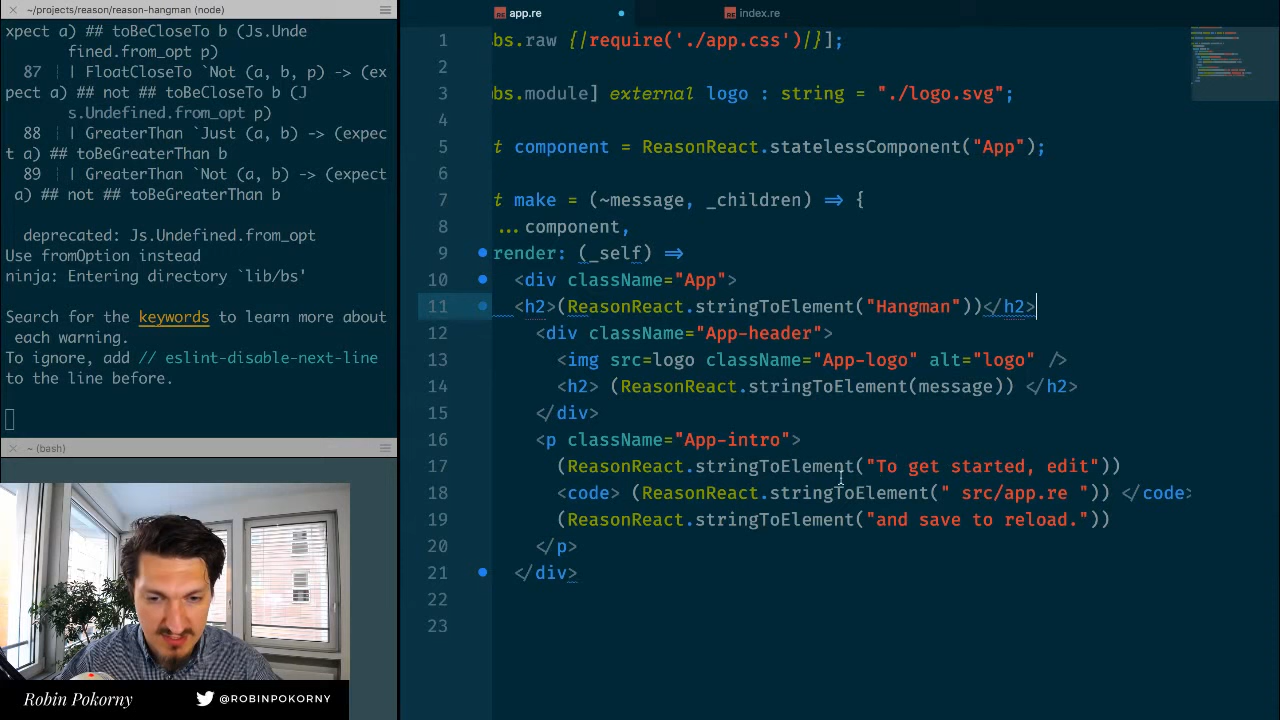 ~/projects/reason/reason-hangman (node)
xpect a) ## toBeCloseTo b (Js.Unde
fined.from_opt p)
87 | FloatCloseTo `Not (a, b, p) -> (ex
pect a) ## not ## toBeCloseTo b (J
s.Undefined.from_opt p)
88 | GreaterThan `Just (a, b) -> (expec
t a) ## toBeGreaterThan b
89 | GreaterThan `Not (a, b) -> (expect
a) ## not ## toBeGreaterThan b
deprecated: Js.Undefined.from_opt
Use fromOption instead
ninja: Entering directory `lib/bs'
Search for the keywords to learn more about
each warning.
To ignore, add // eslint-disable-next-line
to the line before.
~ (bash)
Robin Pokorny
@ROBINPOKORNY
app.re
index.re
1 bs.raw {|require('./app.css')|}];
2
3 bs.module] external logo : string = "./logo.svg";
4
5 t component = ReasonReact.statelessComponent("App");
6
7 t make = (~message, _children) => {
8 ...component,
9 render: (_self) =>
10 <div className="App">
11 <h2>(ReasonReact.stringToElement("Hangman"))</h2>
12 <div className="App-header">
13 <img src=logo className="App-logo" alt="logo" />
14 <h2> (ReasonReact.stringToElement(message)) </h2>
15 </div>
16 <p className="App-intro">
17 (ReasonReact.stringToElement("To get started, edit"))
18 <code> (ReasonReact.stringToElement(" src/app.re ")) </code>
19 (ReasonReact.stringToElement("and save to reload."))
20 </p>
21 </div>
22
23